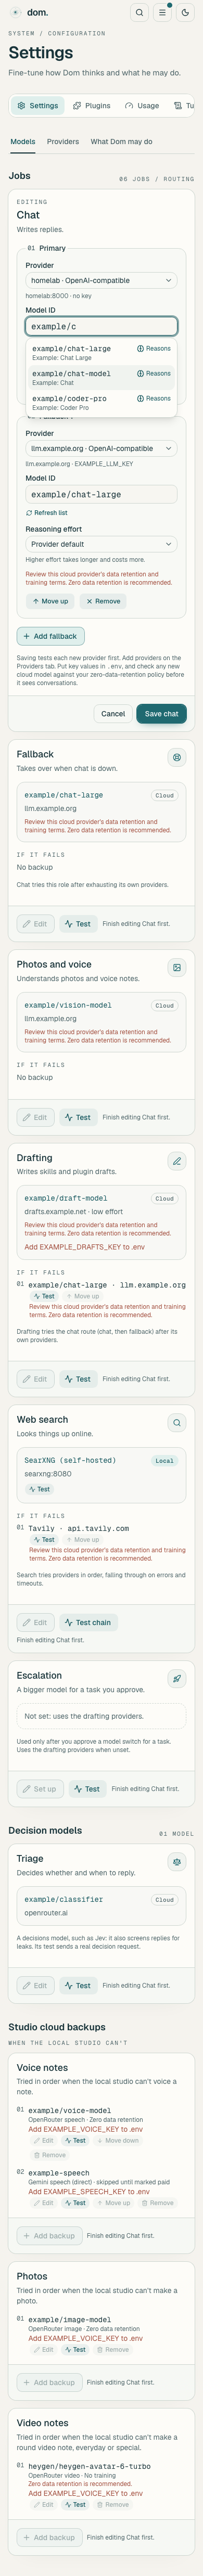 dom.
SYSTEM / CONFIGURATION
Settings
Fine-tune how Dom thinks and what he may do.
Settings
Plugins
Usage
Tu
Models
Providers
What Dom may do
Jobs
06 JOBS / ROUTING
EDITING
Chat
Writes replies.
01 Primary
Provider
homelab · OpenAI-compatible
homelab:8000 · no key
Model ID
example/c
example/chat-large
Reasons
Example: Chat Large
example/chat-model
Reasons
Example: Chat
example/coder-pro
Reasons
Example: Coder Pro
Provider
llm.example.org · OpenAI-compatible
llm.example.org · EXAMPLE_LLM_KEY
Model ID
example/chat-large
Refresh list
Reasoning effort
Provider default
Higher effort takes longer and costs more.
Review this cloud provider's data retention and
training terms. Zero data retention is recommended.
Move up
Remove
Add fallback
Saving tests each new provider first. Add providers on the
Providers tab. Put key values in .env, and check any new
cloud model against your zero-data-retention policy before
it sees conversations.
Cancel
Save chat
Fallback
Takes over when chat is down.
example/chat-large
Cloud
llm.example.org
Review this cloud provider's data retention and
training terms. Zero data retention is recommended.
IF IT FAILS
No backup
Chat tries this role after exhausting its own providers.
Edit
Test
Finish editing Chat first.
Photos and voice
Understands photos and voice notes.
example/vision-model
Cloud
llm.example.org
Review this cloud provider's data retention and
training terms. Zero data retention is recommended.
IF IT FAILS
No backup
Edit
Test
Finish editing Chat first.
Drafting
Writes skills and plugin drafts.
example/draft-model
Cloud
drafts.example.net · low effort
Review this cloud provider's data retention and
training terms. Zero data retention is recommended.
Add EXAMPLE_DRAFTS_KEY to .env
IF IT FAILS
01 example/chat-large · llm.example.org
Test
Move up
Review this cloud provider's data retention and training
terms. Zero data retention is recommended.
Drafting tries the chat route (chat, then fallback) after its
own providers.
Edit
Test
Finish editing Chat first.
Web search
Looks things up online.
SearXNG (self-hosted)
Local
searxng:8080
Test
IF IT FAILS
01 Tavily · api.tavily.com
Test
Move up
Review this cloud provider's data retention and training
terms. Zero data retention is recommended.
Search tries providers in order, falling through on errors and
timeouts.
Edit
Test chain
Finish editing Chat first.
Escalation
A bigger model for a task you approve.
Not set: uses the drafting providers.
Used only after you approve a model switch for a task.
Uses the drafting providers when unset.
Set up
Test
Finish editing Chat first.
Decision models
01 MODEL
Triage
Decides whether and when to reply.
example/classifier
Cloud
openrouter.ai
A decisions model, such as Jev: it also screens replies for
leaks. Its test sends a real decision request.
Edit
Test
Finish editing Chat first.
Studio cloud backups
WHEN THE LOCAL STUDIO CAN'T
Voice notes
Tried in order when the local studio can't voice a
note.
01 example/voice-model
OpenRouter speech · Zero data retention
Add EXAMPLE_VOICE_KEY to .env
Edit
Test
Move down
Remove
02 example-speech
Gemini speech (direct) · skipped until marked paid
Add EXAMPLE_SPEECH_KEY to .env
Edit
Test
Move up
Remove
Add backup
Finish editing Chat first.
Photos
Tried in order when the local studio can't make a
photo.
01 example/image-model
OpenRouter image · Zero data retention
Add EXAMPLE_VOICE_KEY to .env
Edit
Test
Remove
Add backup
Finish editing Chat first.
Video notes
Tried in order when the local studio can't make a
round video note, everyday or special.
01 heygen/heygen-avatar-6-turbo
OpenRouter video · No training
Zero data retention is recommended.
Add EXAMPLE_VOICE_KEY to .env
Edit
Test
Remove
Add backup
Finish editing Chat first.